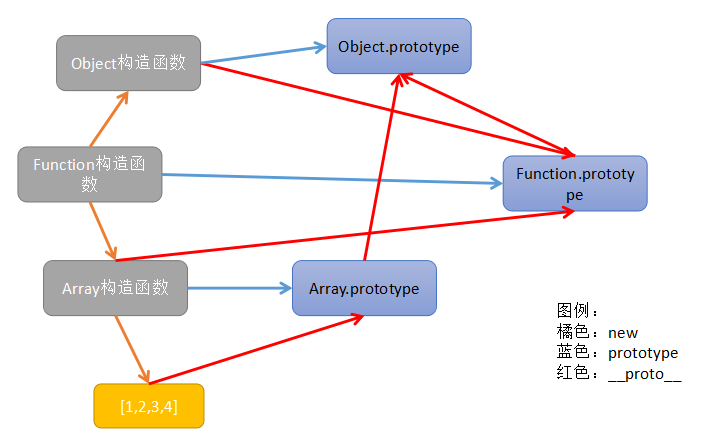 Object构造函数
Object.prototype
Function构造函
数
Function.prototy
pe
Array构造函数
Array.prototype
图例：
橘色：new
蓝色：prototype
红色：__proto__
[1,2,3,4]